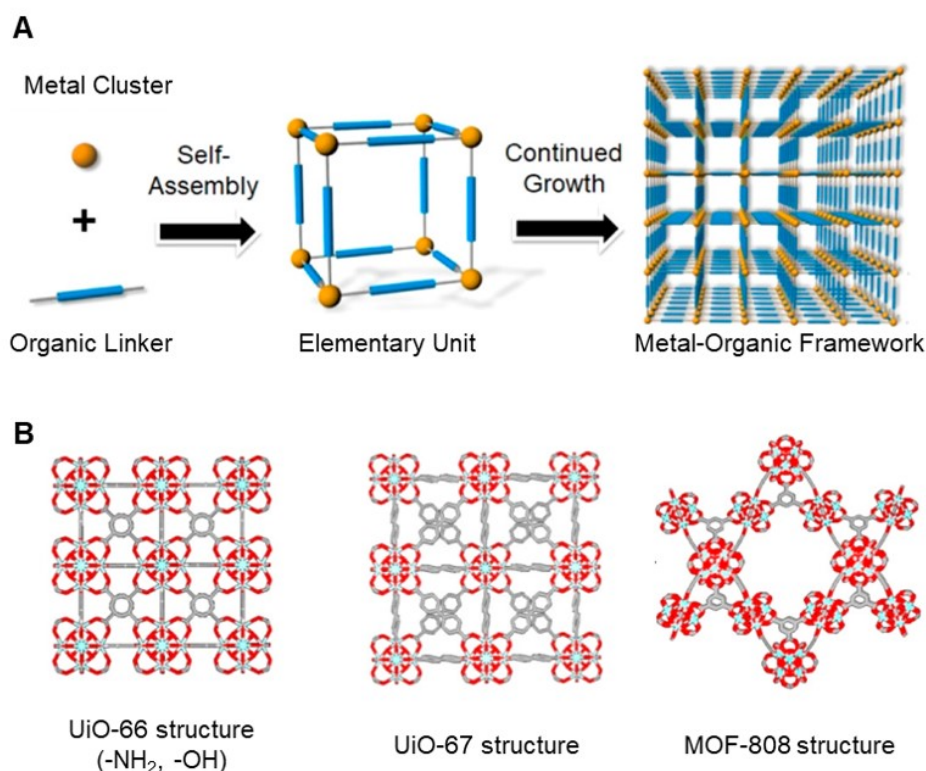 A
Metal Cluster
+
Organic Linker
Self-
Assembly
Elementary Unit
Continued
Growth
Metal-Organic Framework
B
UiO-66 structure
(-NH₂, -OH)
UiO-67 structure
MOF-808 structure